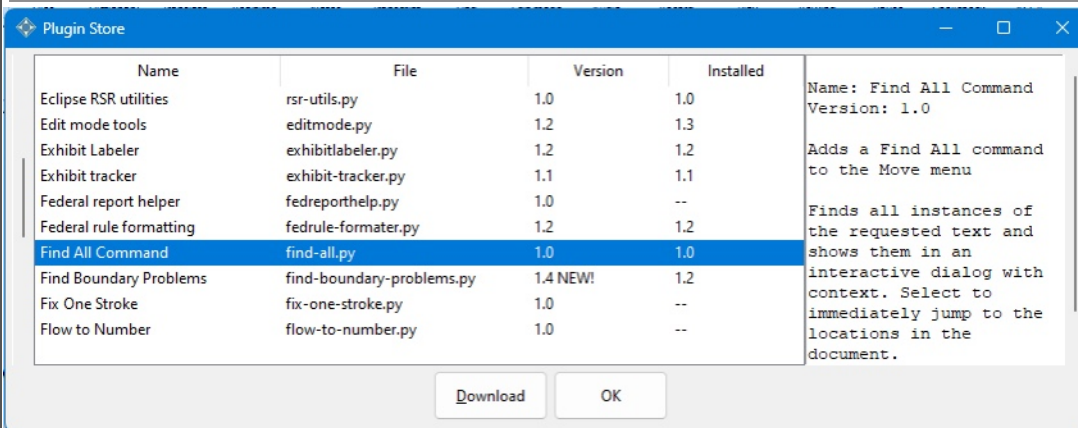 Plugin Store
Name File Version Installed
Eclipse RSR utilities rsr-utils.py 1.0 1.0
Edit mode tools editmode.py 1.2 1.3
Exhibit Labeler exhibitlabeler.py 1.2 1.2
Exhibit tracker exhibit-tracker.py 1.1 1.1
Federal report helper fedreporthelp.py 1.0 --
Federal rule formatting fedrule-formater.py 1.2 1.2
Find All Command find-all.py 1.0 1.0
Find Boundary Problems find-boundary-problems.py 1.4 NEW! 1.2
Fix One Stroke fix-one-stroke.py 1.0 --
Flow to Number flow-to-number.py 1.0 --
Name: Find All Command
Version: 1.0
Adds a Find All command
to the Move menu
Finds all instances of
the requested text and
shows them in an
interactive dialog with
context. Select to
immediately jump to the
locations in the
document.
Download OK